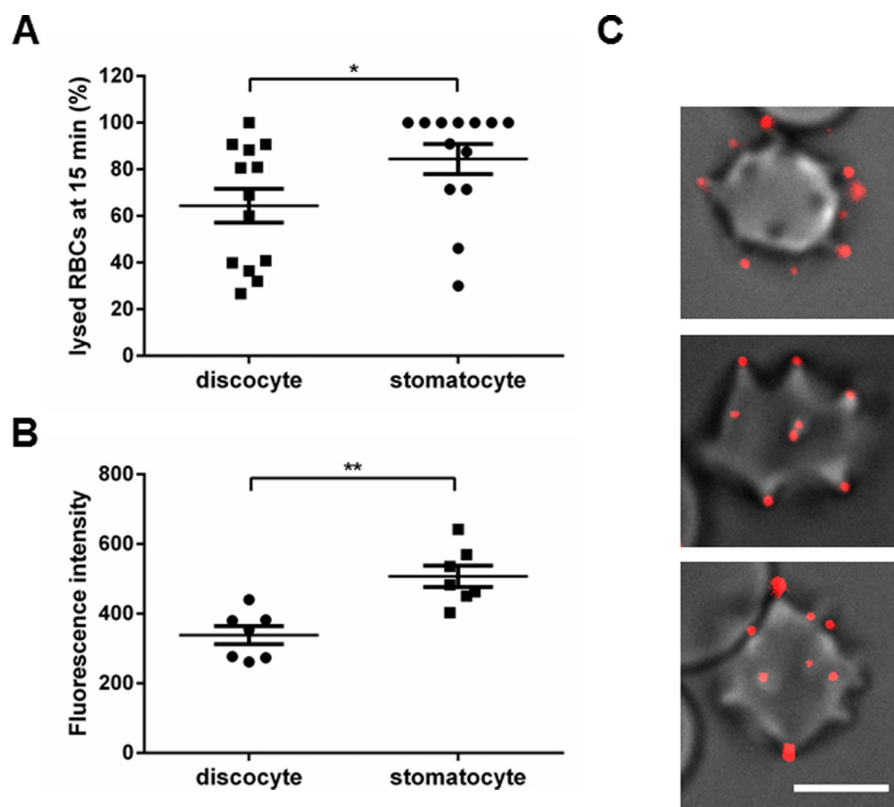 A
C
*
120
100
80
60
40
20
0
lysed RBCs at 15 min (%)
discocyte stomatocyte
B
**
800
600
400
200
0
Fluorescence intensity
discocyte stomatocyte